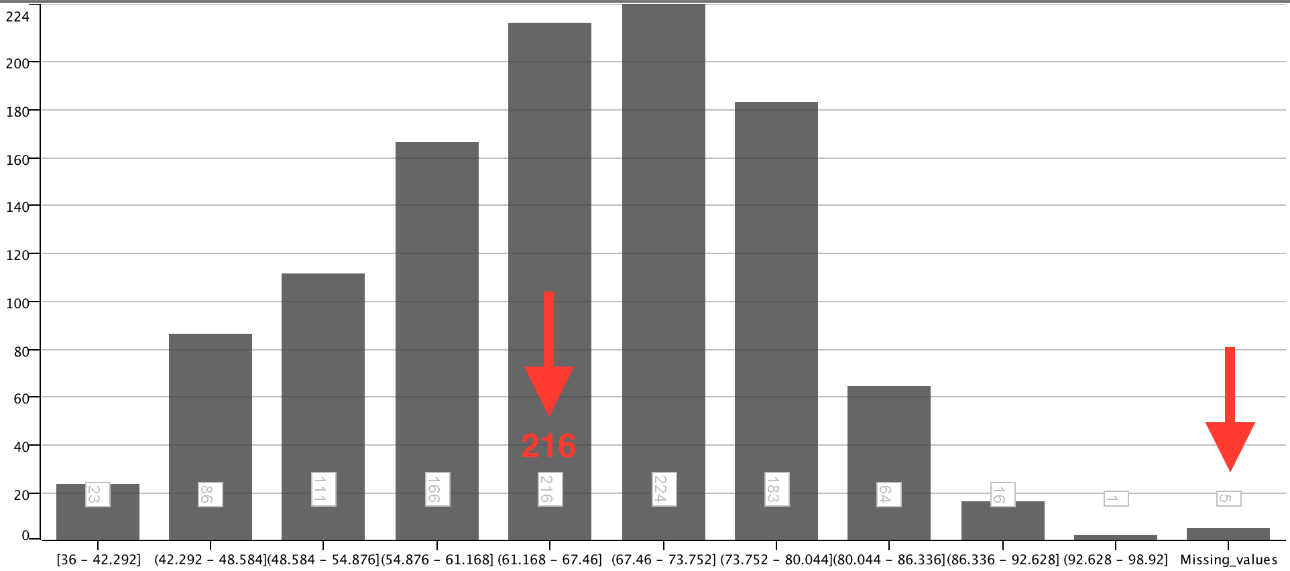 224
200
180
160
140
120
100
80
60
40
20
0
216
23
86
111
166
216
224
183
64
16
1
5
[36 – 42.292]
(42.292 – 48.584]
(48.584 – 54.876]
(54.876 – 61.168]
(61.168 – 67.46]
(67.46 – 73.752]
(73.752 – 80.044]
(80.044 – 86.336]
(86.336 – 92.628]
(92.628 – 98.92]
Missing_values